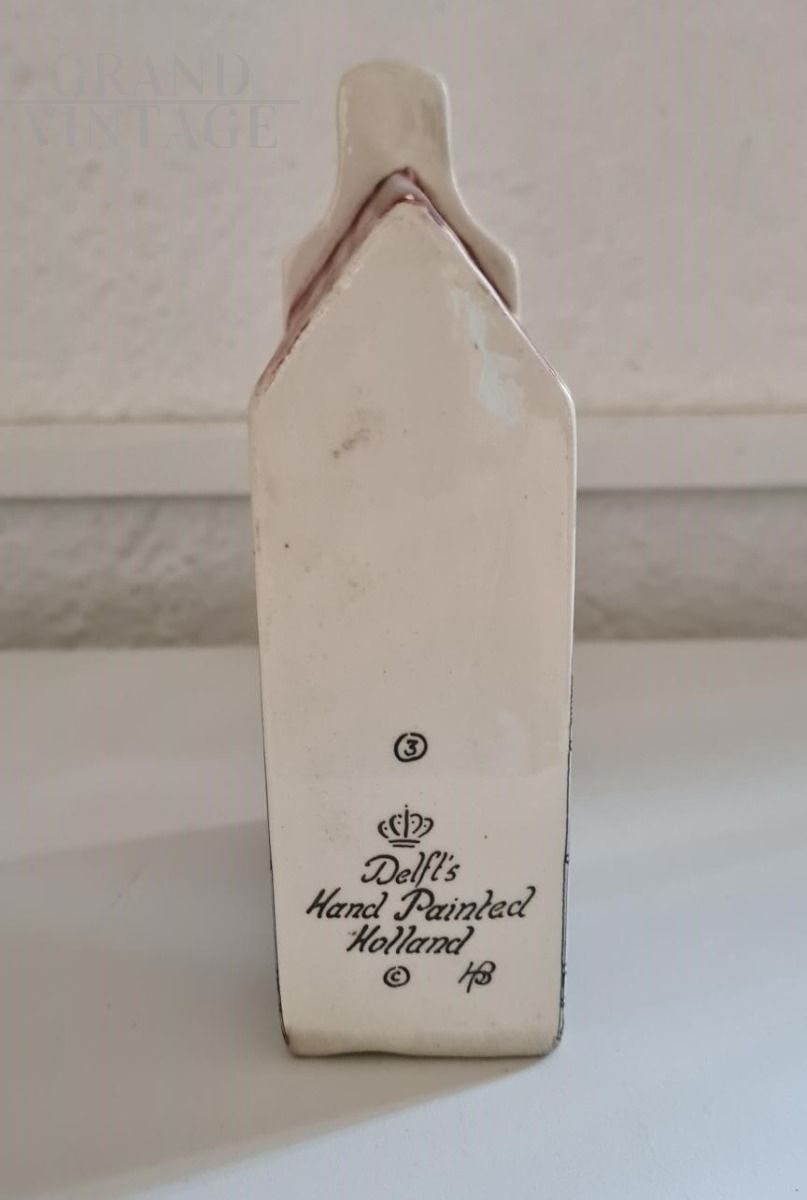 GRAND
VINTAGE
3
Delft's
Hand Painted
Holland
© HB